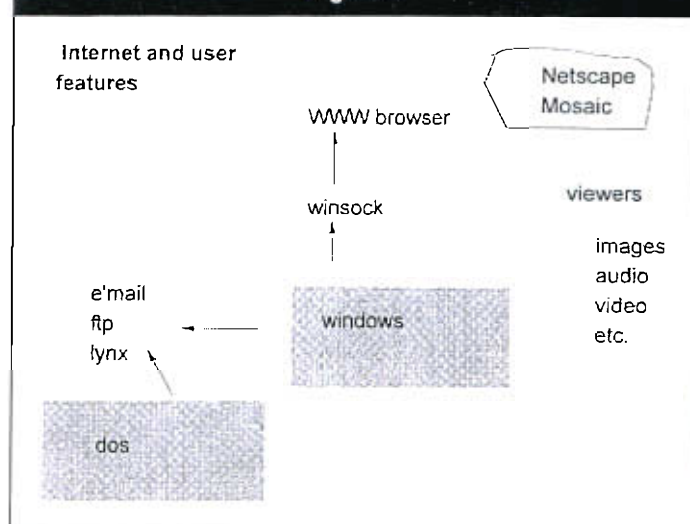 Internet and user
features
Netscape
Mosaic
WWW browser
viewers
winsock
images
audio
video
etc.
e'mail
ftp
lynx
windows
dos